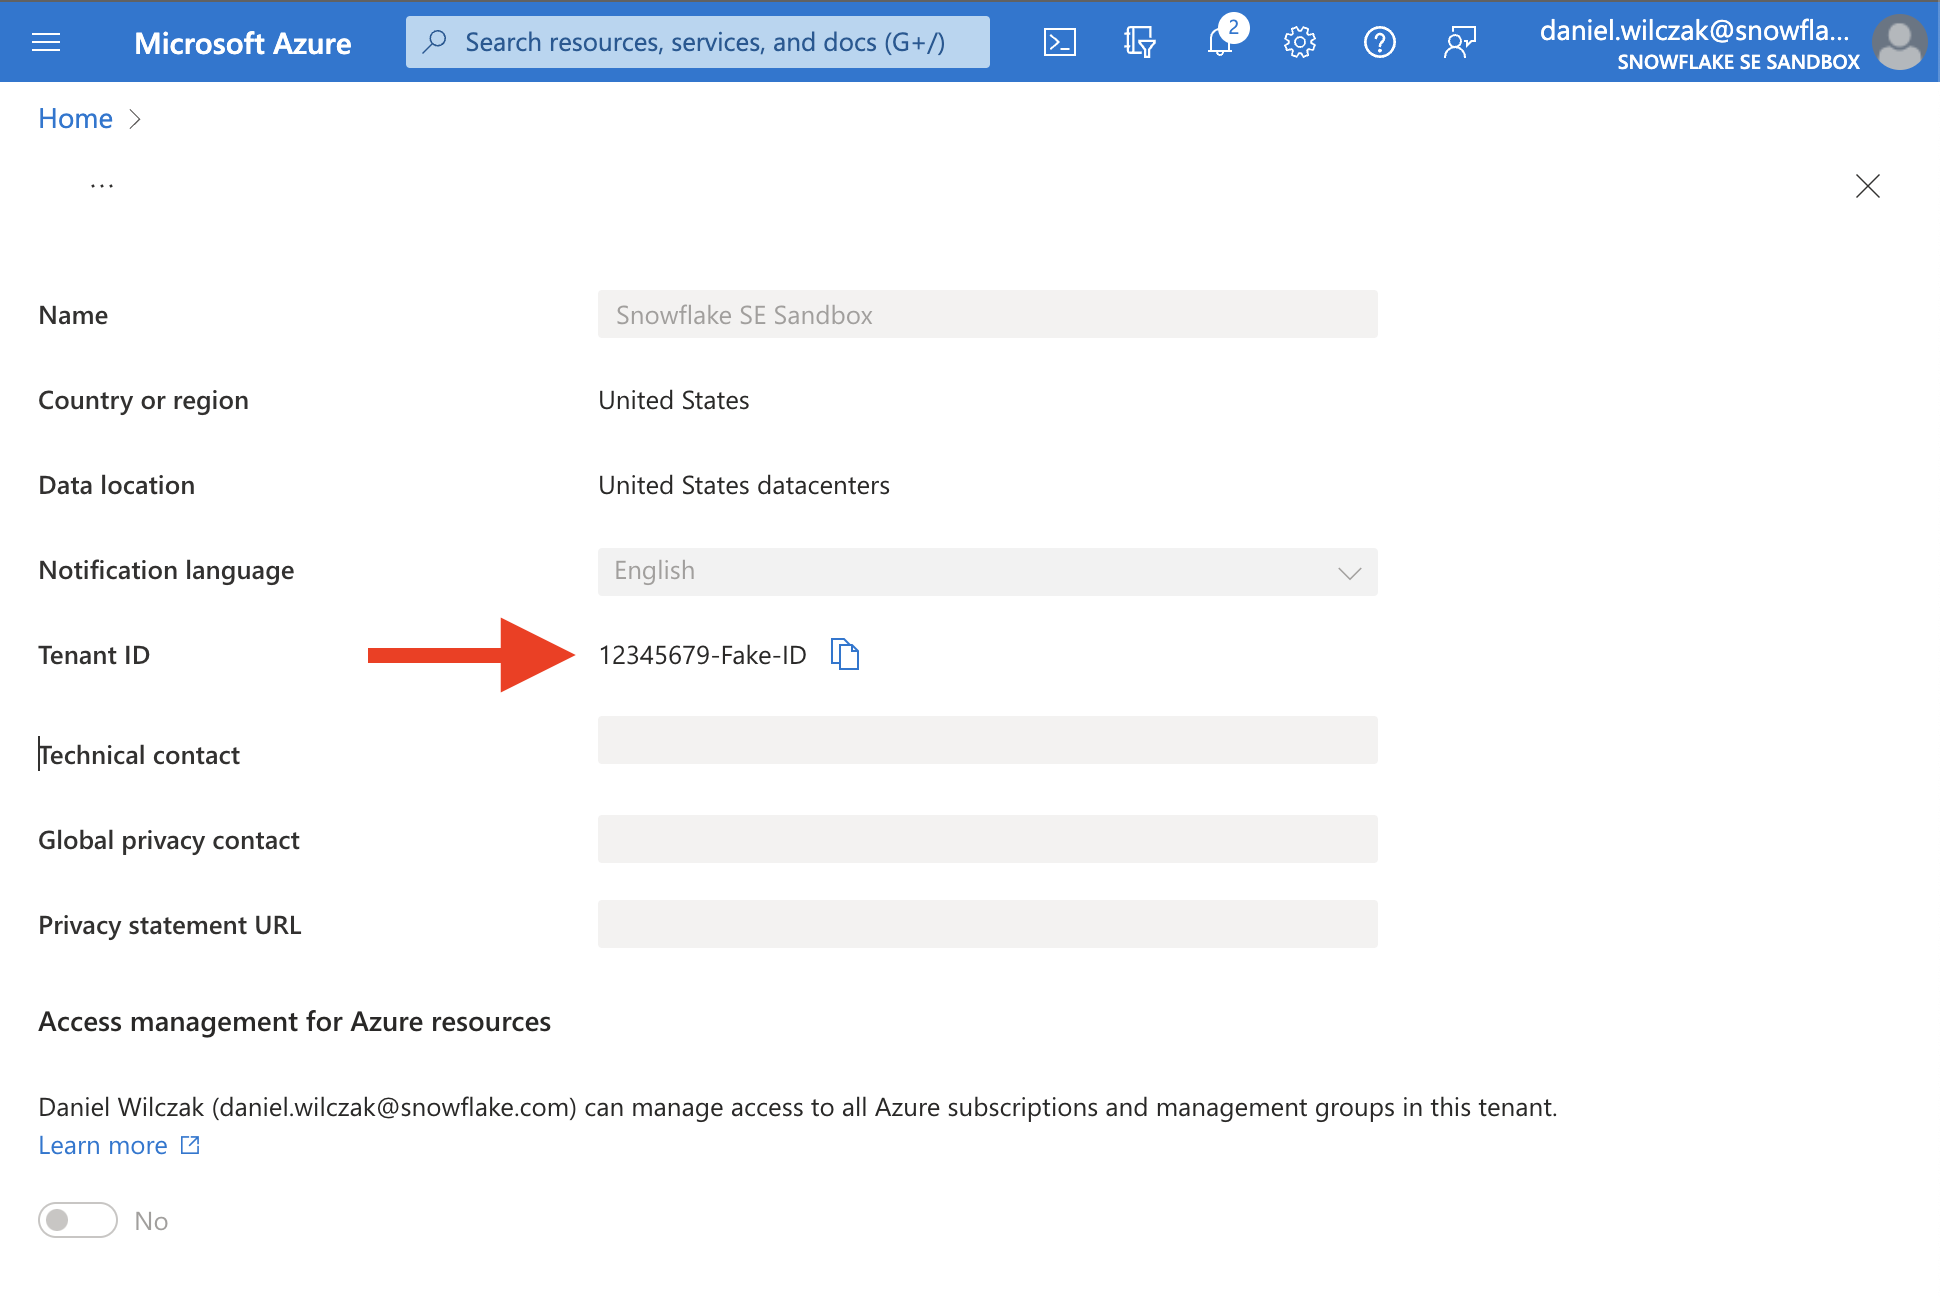 Microsoft Azure
Search resources, services, and docs (G+/)
2
daniel.wilczak@snowfla...
SNOWFLAKE SE SANDBOX
Home
...
Name
Snowflake SE Sandbox
Country or region
United States
Data location
United States datacenters
Notification language
English
Tenant ID
12345679-Fake-ID
Technical contact
Global privacy contact
Privacy statement URL
Access management for Azure resources
Daniel Wilczak (daniel.wilczak@snowflake.com) can manage access to all Azure subscriptions and management groups in this tenant.
Learn more
No